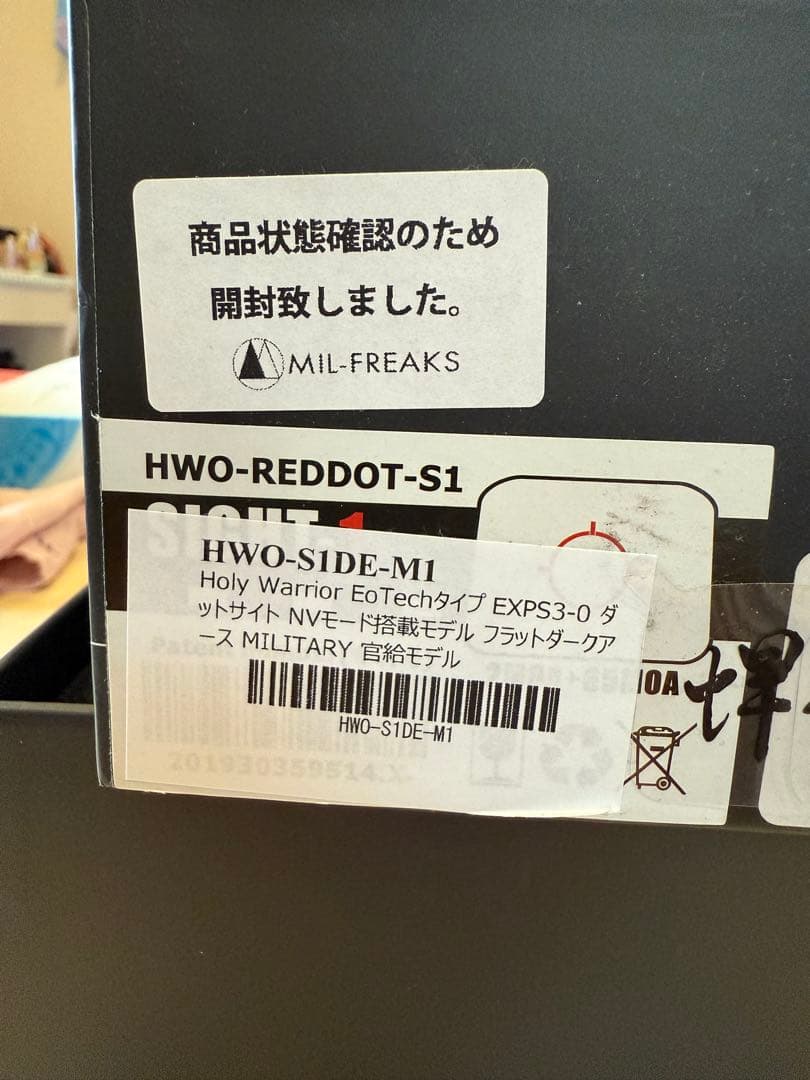 商品状態確認のため
開封致しました。
MIL-FREAKS
HWO-REDDOT-S1
SIGHT-1
HWO-S1DE-M1
Holy Warrior EoTechタイプ EXPS3-0 ダ
ットサイト NVモード搭載モデル フラットダークア
ース MILITARY 官給モデル
HWO-S1DE-M1
201930359514.X